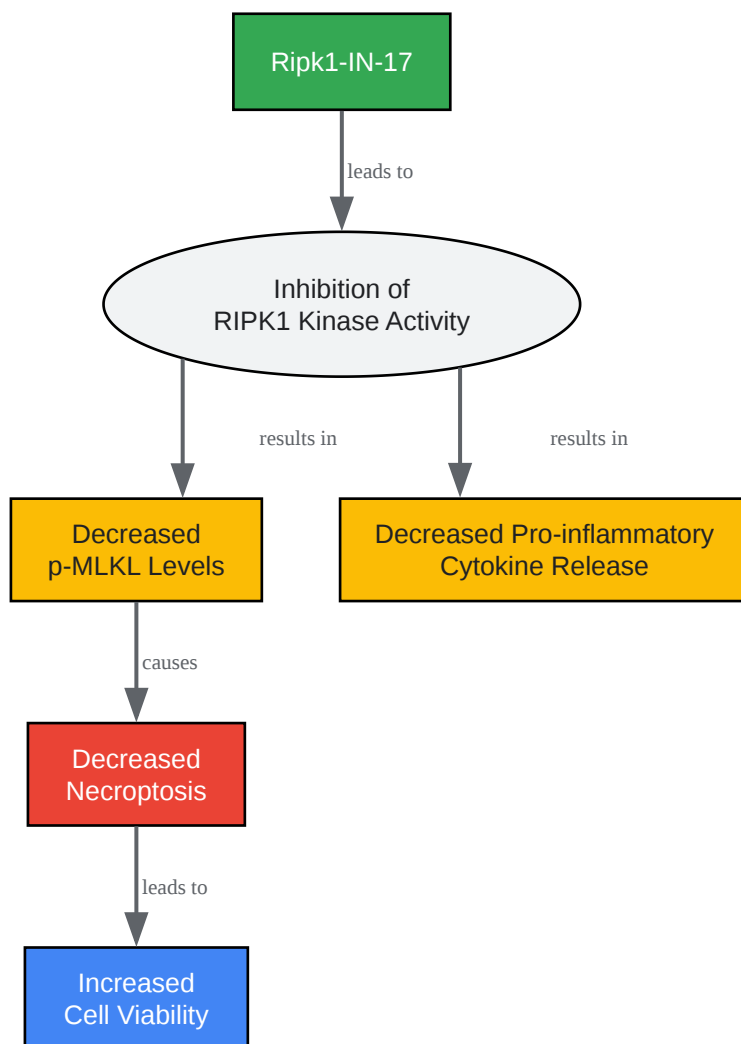 Ripk1-IN-17
leads to
Inhibition of
RIPK1 Kinase Activity
results in
results in
Decreased
p-MLKL Levels
Decreased Pro-inflammatory
Cytokine Release
causes
Decreased
Necroptosis
leads to
Increased
Cell Viability